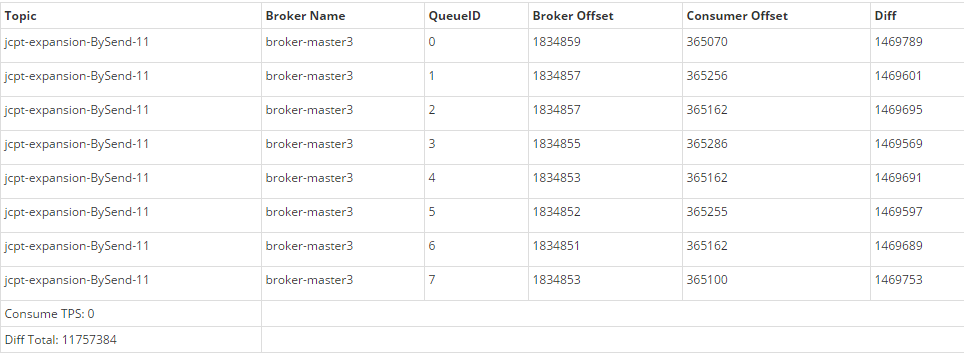 Topic Broker Name QueueID Broker Offset Consumer Offset Diff
jcpt-expansion-BySend-11 broker-master3 0 1834859 365070 1469789
jcpt-expansion-BySend-11 broker-master3 1 1834857 365256 1469601
jcpt-expansion-BySend-11 broker-master3 2 1834857 365162 1469695
jcpt-expansion-BySend-11 broker-master3 3 1834855 365286 1469569
jcpt-expansion-BySend-11 broker-master3 4 1834853 365162 1469691
jcpt-expansion-BySend-11 broker-master3 5 1834852 365255 1469597
jcpt-expansion-BySend-11 broker-master3 6 1834851 365162 1469689
jcpt-expansion-BySend-11 broker-master3 7 1834853 365100 1469753
Consume TPS: 0
Diff Total: 11757384